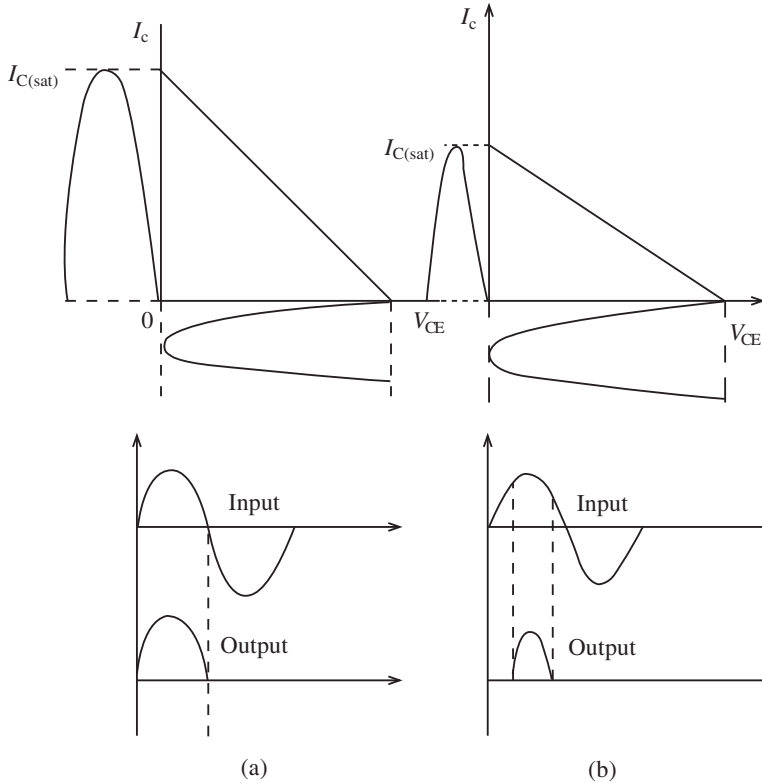 I_c
I_C(sat)
0
V_CE
I_c
I_C(sat)
V_CE
Input
Output
(a)
Input
Output
(b)